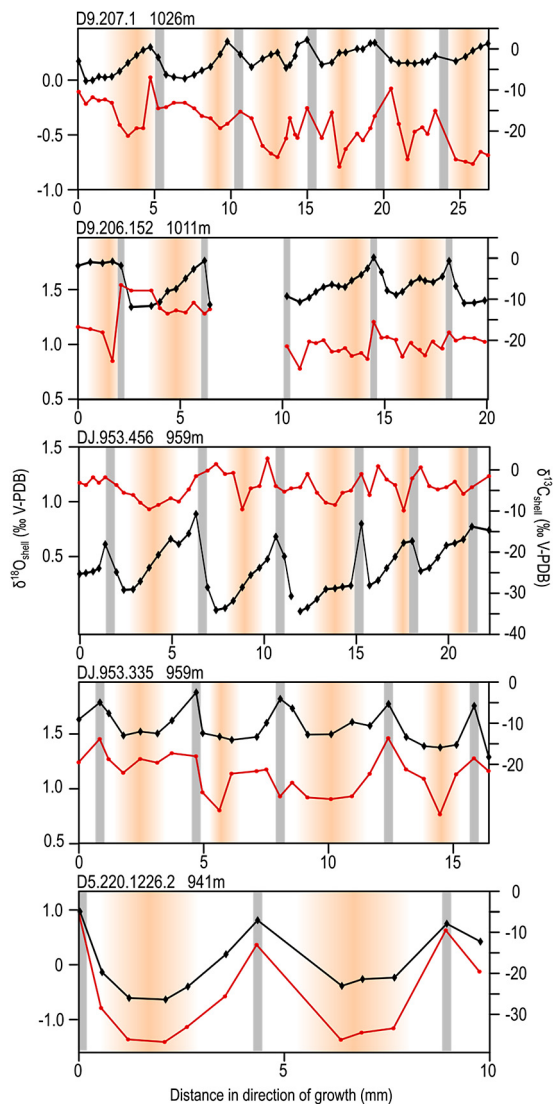 D9.207.1 1026m
0.0
-0.5
-1.0
0
-10
-20
0 5 10 15 20 25
D9.206.152 1011m
1.5
1.0
0.5
0
-10
-20
0 5 10 15 20
DJ.953.456 959m
1.5
1.0
0.5
0
-10
-20
-30
-40
δ18Oshell (‰ V-PDB)
δ13Cshell (‰ V-PDB)
0 5 10 15 20
DJ.953.335 959m
1.5
1.0
0.5
0
-10
-20
0 5 10 15
D5.220.1226.2 941m
1.0
0
-1.0
0
-10
-20
-30
0 5 10
Distance in direction of growth (mm)